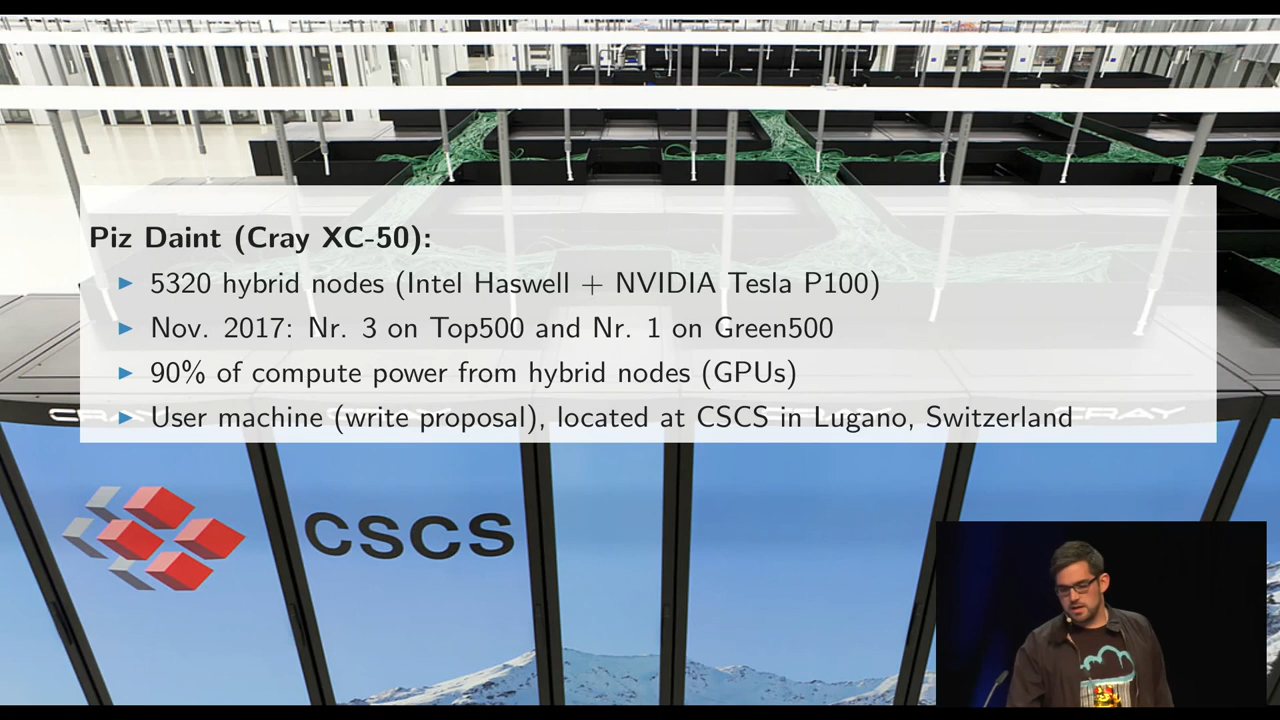 Piz Daint (Cray XC-50):
▶ 5320 hybrid nodes (Intel Haswell + NVIDIA Tesla P100)
▶ Nov. 2017: Nr. 3 on Top500 and Nr. 1 on Green500
▶ 90% of compute power from hybrid nodes (GPUs)
▶ User machine (write proposal), located at CSCS in Lugano, Switzerland
CRAY
CRAY
CSCS